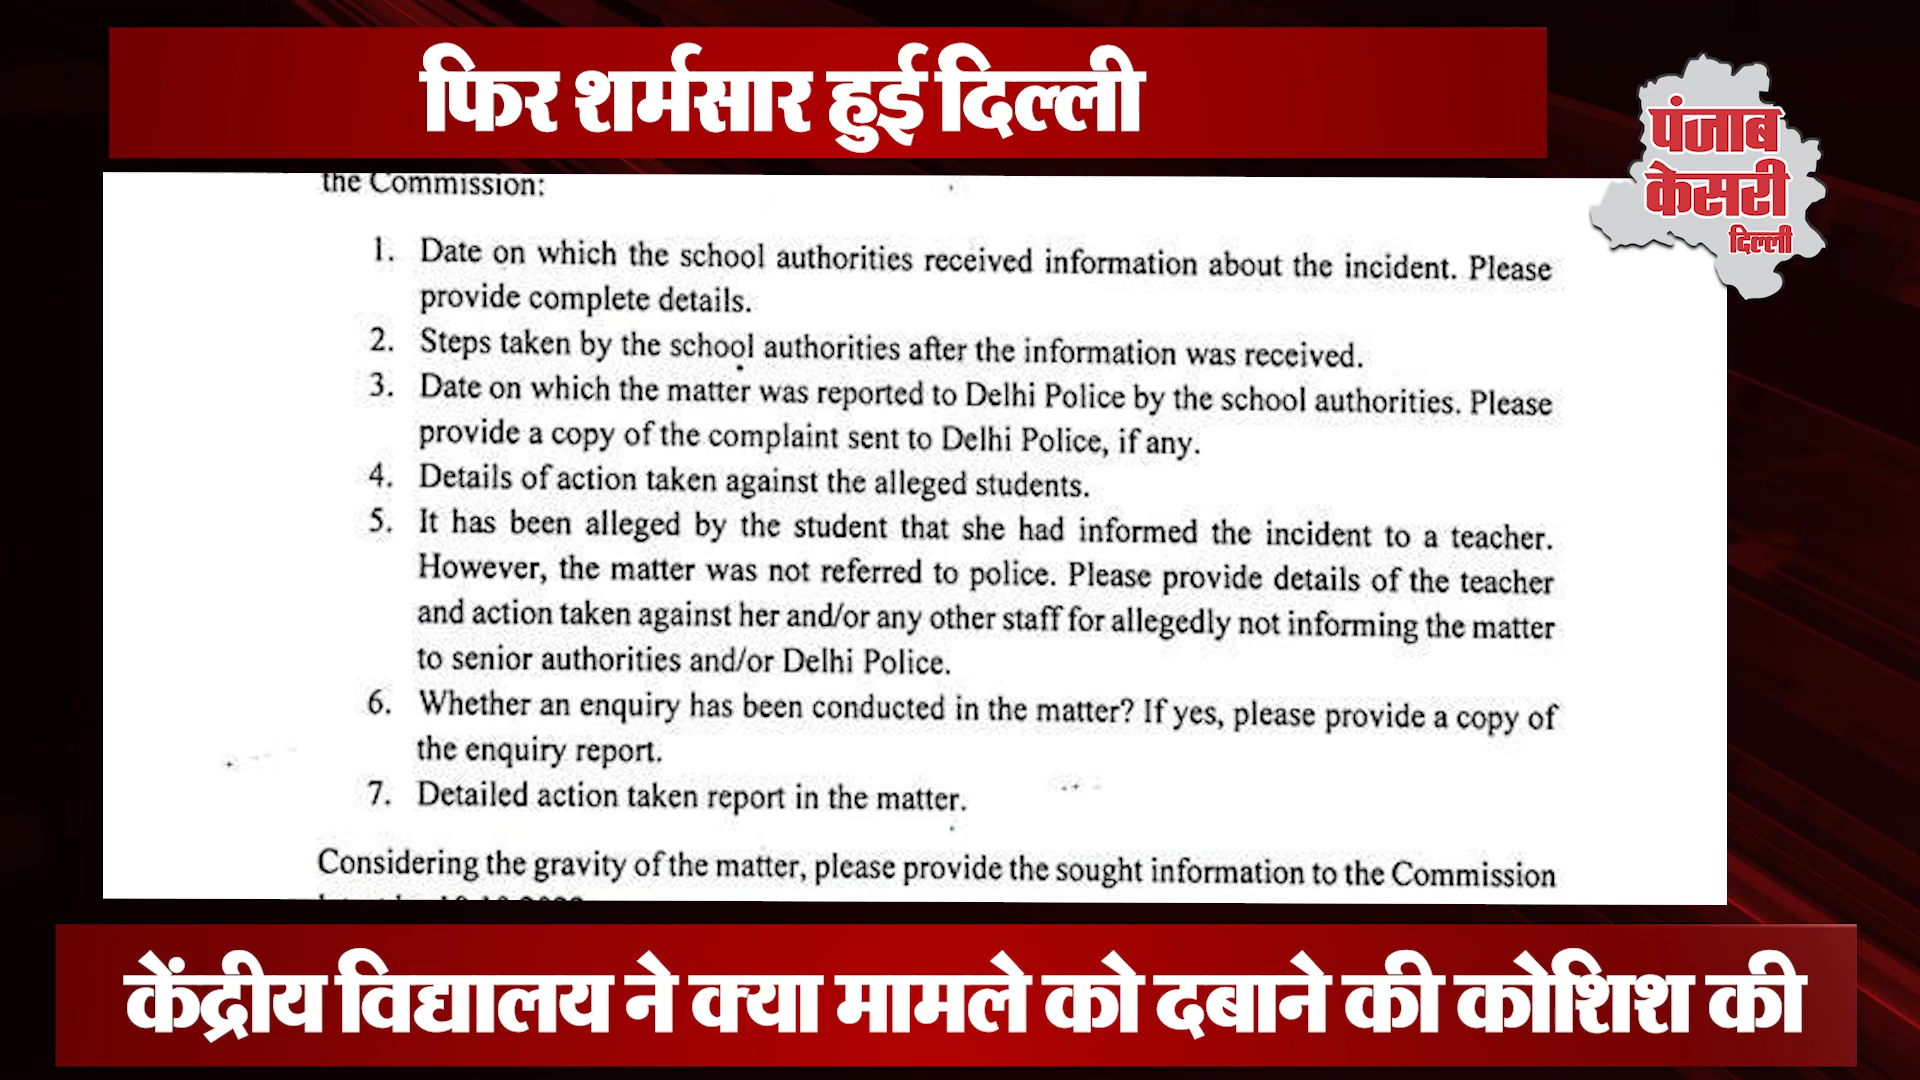 फिर शर्मसार हुई दिल्ली
पंजाब
केसरी
दिल्ली
the Commission:
1. Date on which the school authorities received information about the incident. Please
provide complete details.
2. Steps taken by the school authorities after the information was received.
3. Date on which the matter was reported to Delhi Police by the school authorities. Please
provide a copy of the complaint sent to Delhi Police, if any.
4. Details of action taken against the alleged students.
5. It has been alleged by the student that she had informed the incident to a teacher.
However, the matter was not referred to police. Please provide details of the teacher
and action taken against her and/or any other staff for allegedly not informing the matter
to senior authorities and/or Delhi Police.
6. Whether an enquiry has been conducted in the matter? If yes, please provide a copy of
the enquiry report.
7. Detailed action taken report in the matter.
Considering the gravity of the matter, please provide the sought information to the Commission
केंद्रीय विद्यालय ने क्या मामले को दबाने की कोशिश की